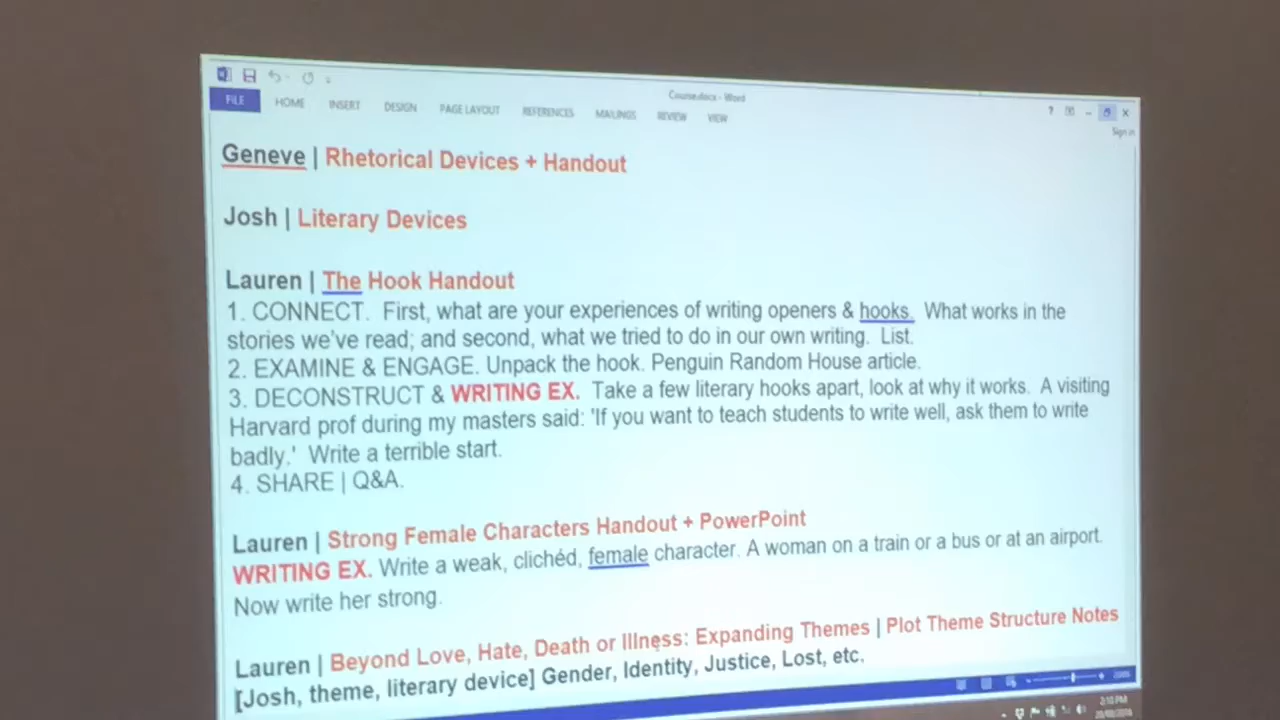 Course.docx - Word
FILE HOME INSERT DESIGN PAGE LAYOUT REFERENCES MAILINGS REVIEW VIEW
Sign in
Geneve | Rhetorical Devices + Handout
Josh | Literary Devices
Lauren | The Hook Handout
1. CONNECT. First, what are your experiences of writing openers & hooks. What works in the
stories we've read; and second, what we tried to do in our own writing. List.
2. EXAMINE & ENGAGE. Unpack the hook. Penguin Random House article.
3. DECONSTRUCT & WRITING EX. Take a few literary hooks apart, look at why it works. A visiting
Harvard prof during my masters said: 'If you want to teach students to write well, ask them to write
badly.' Write a terrible start.
4. SHARE | Q&A.
Lauren | Strong Female Characters Handout + PowerPoint
WRITING EX. Write a weak, clichéd, female character. A woman on a train or a bus or at an airport.
Now write her strong.
Lauren | Beyond Love, Hate, Death or Illness: Expanding Themes | Plot Theme Structure Notes
[Josh, theme, literary device] Gender, Identity, Justice, Lost, etc.
2:10 PM